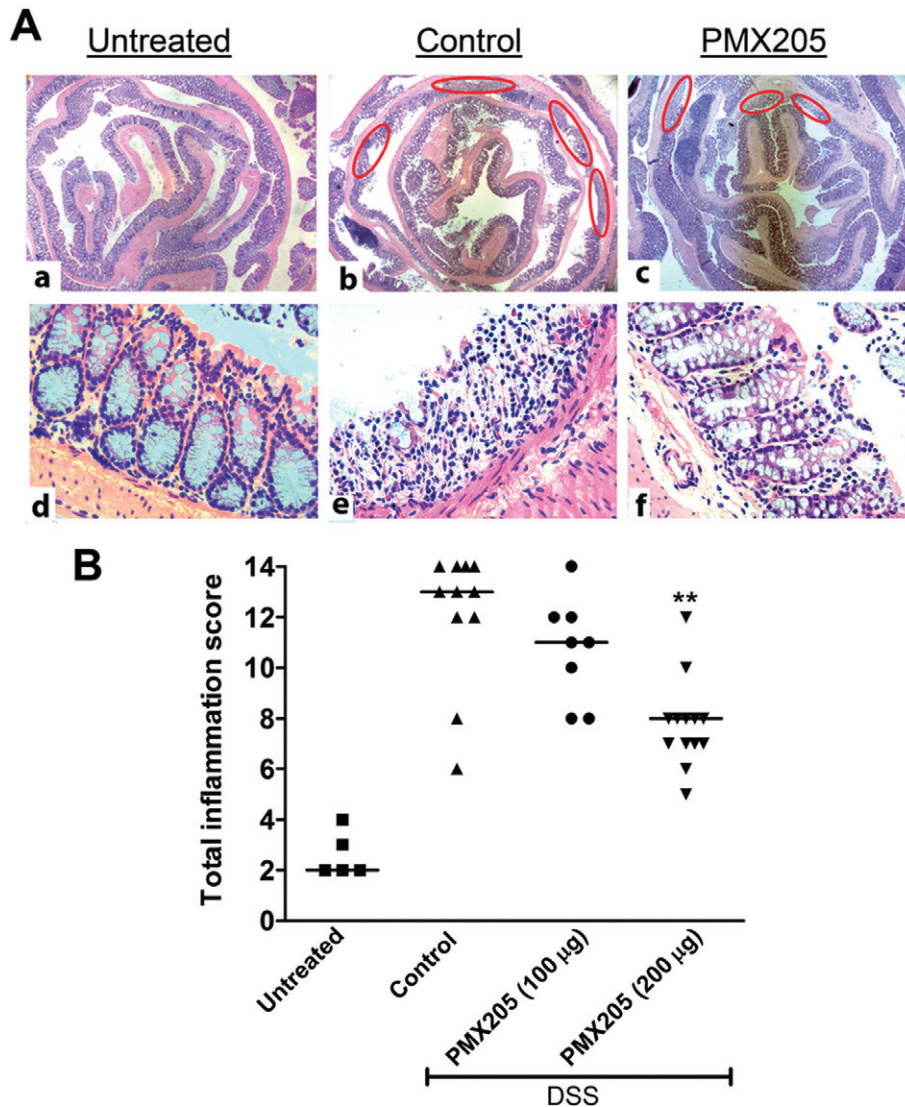 A
Untreated Control PMX205
a b c
d e f
B
Total inflammation score
14
12
10
8
6
4
2
0
**
Untreated
Control
PMX205 (100 µg)
PMX205 (200 µg)
DSS